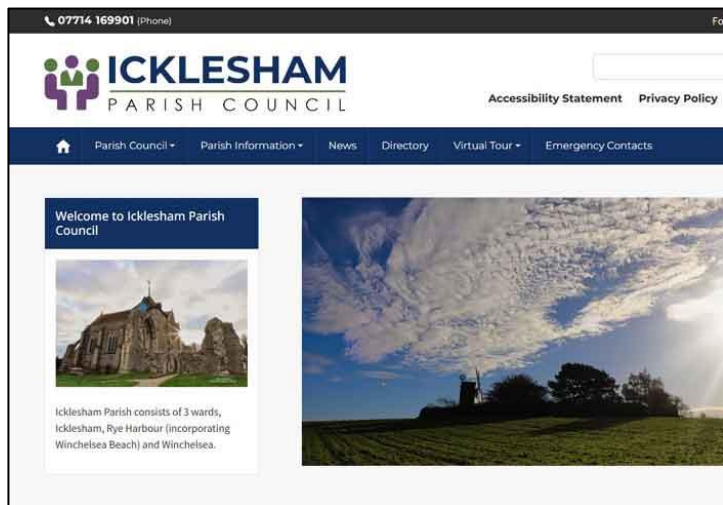 07714 169901 (Phone)
Fo
ICKLESHAM
PARISH COUNCIL
Accessibility Statement Privacy Policy
Parish Council Parish Information News Directory Virtual Tour Emergency Contacts
Welcome to Icklesham Parish
Council
Icklesham Parish consists of 3 wards,
Icklesham, Rye Harbour (incorporating
Winchelsea Beach) and Winchelsea.